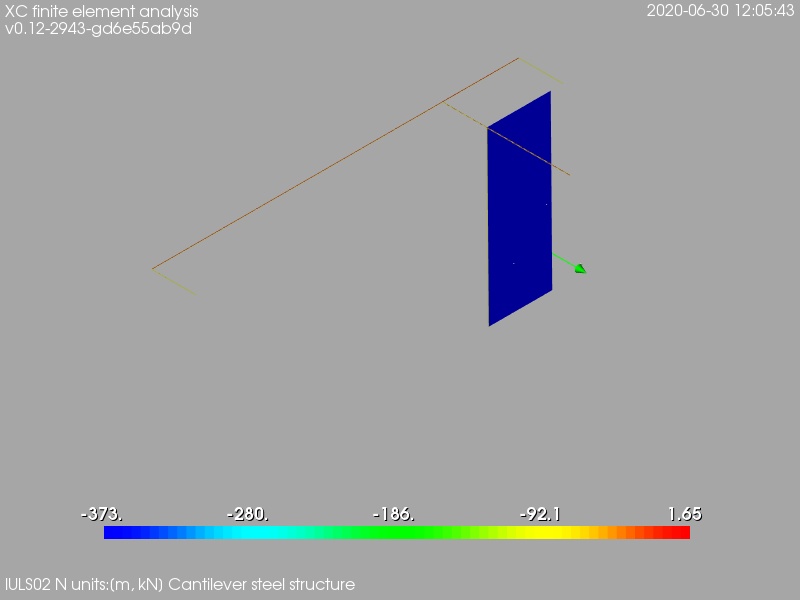 XC finite element analysis
v0.12-2943-gd6e55ab9d
2020-06-30 12:05:43
-373. -280. -186. -92.1 1.65
IULS02 N units:[m, kN] Cantilever steel structure